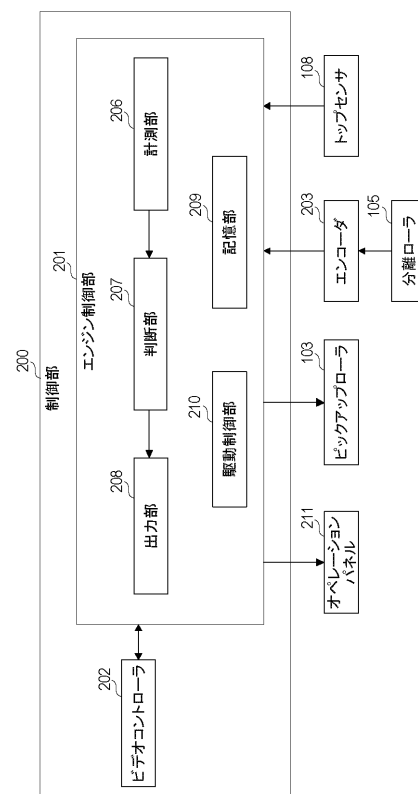 200
制御部
201
エンジン制御部
202
ビデオコントローラ
208
出力部
207
判断部
206
計測部
210
駆動制御部
209
記憶部
211
オペレーション
パネル
103
ピックアップローラ
203
エンコーダ
108
トップセンサ
105
分離ローラ